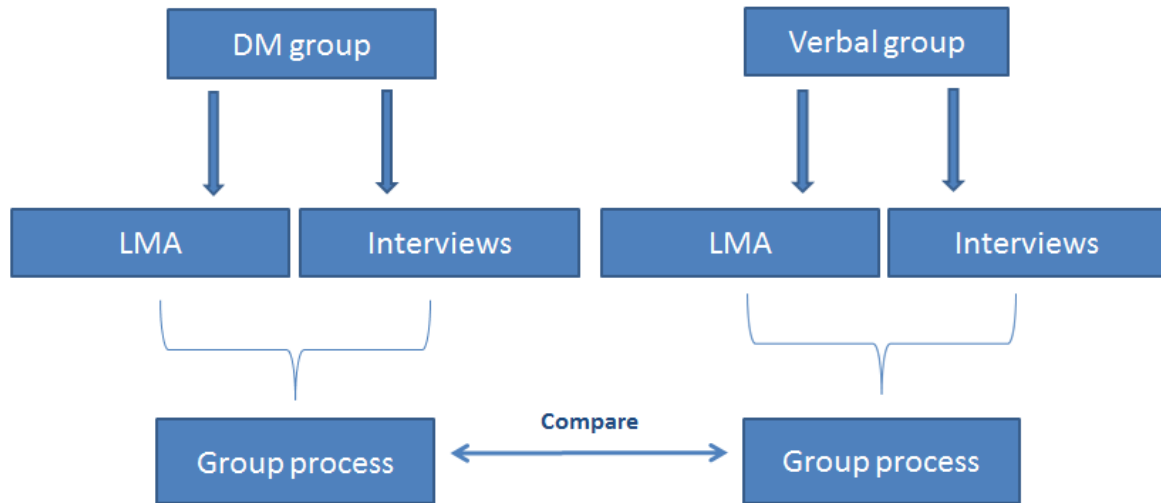 DM group
Verbal group
LMA
Interviews
LMA
Interviews
Compare
Group process
Group process